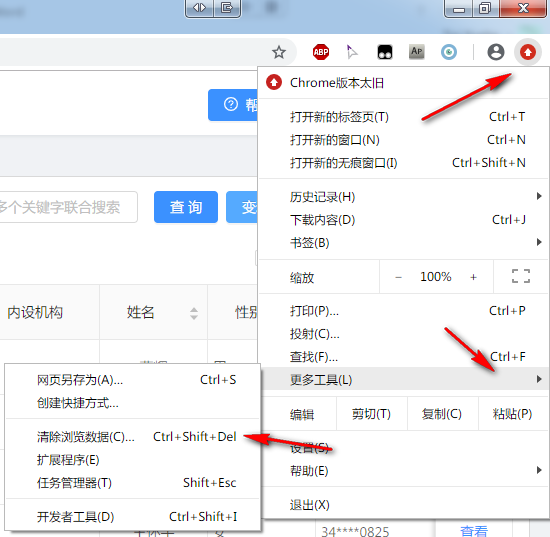 ABP
AP
Chrome版本太旧
打开新的标签页(T) Ctrl+T
打开新的窗口(N) Ctrl+N
打开新的无痕窗口(I) Ctrl+Shift+N
历史记录(H)
下载内容(D) Ctrl+J
书签(B)
缩放 − 100% +
打印(P)... Ctrl+P
投射(C)...
查找(F)... Ctrl+F
更多工具(L)
编辑 剪切(T) 复制(C) 粘贴(P)
设置(S)
帮助(E)
退出(X)
帮
多个关键字联合搜索 查询 变
内设机构 姓名 性别
网页另存为(A)... Ctrl+S
创建快捷方式...
清除浏览数据(C)... Ctrl+Shift+Del
扩展程序(E)
任务管理器(T) Shift+Esc
开发者工具(D) Ctrl+Shift+I
34****0825 查看